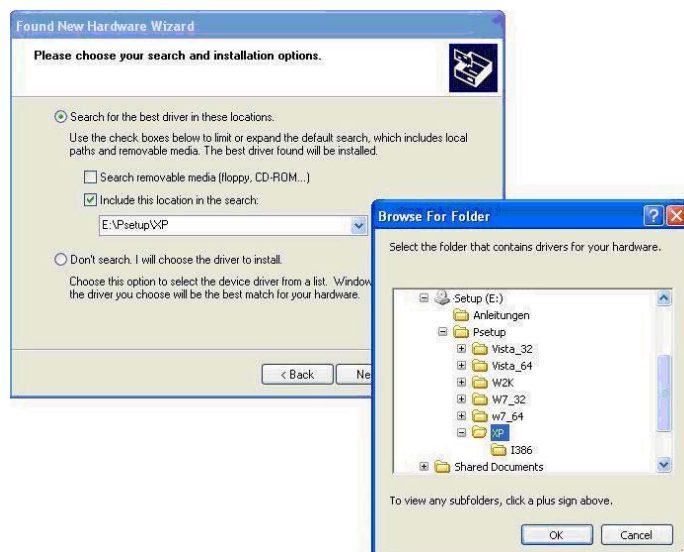 Found New Hardware Wizard
Please choose your search and installation options.
Search for the best driver in these locations.
Use the check boxes below to limit or expand the default search, which includes local
paths and removable media. The best driver found will be installed.
Search removable media (floppy, CD-ROM...)
Include this location in the search:
E:\Psetup\XP
Don't search. I will choose the driver to install.
Choose this option to select the device driver from a list. Window
the driver you choose will be the best match for your hardware.
< Back
Ne
Browse For Folder
Select the folder that contains drivers for your hardware.
Setup (E:)
Anleitungen
Psetup
Vista_32
Vista_64
W2K
W7_32
w7_64
XP
I386
Shared Documents
To view any subfolders, click a plus sign above.
OK
Cancel